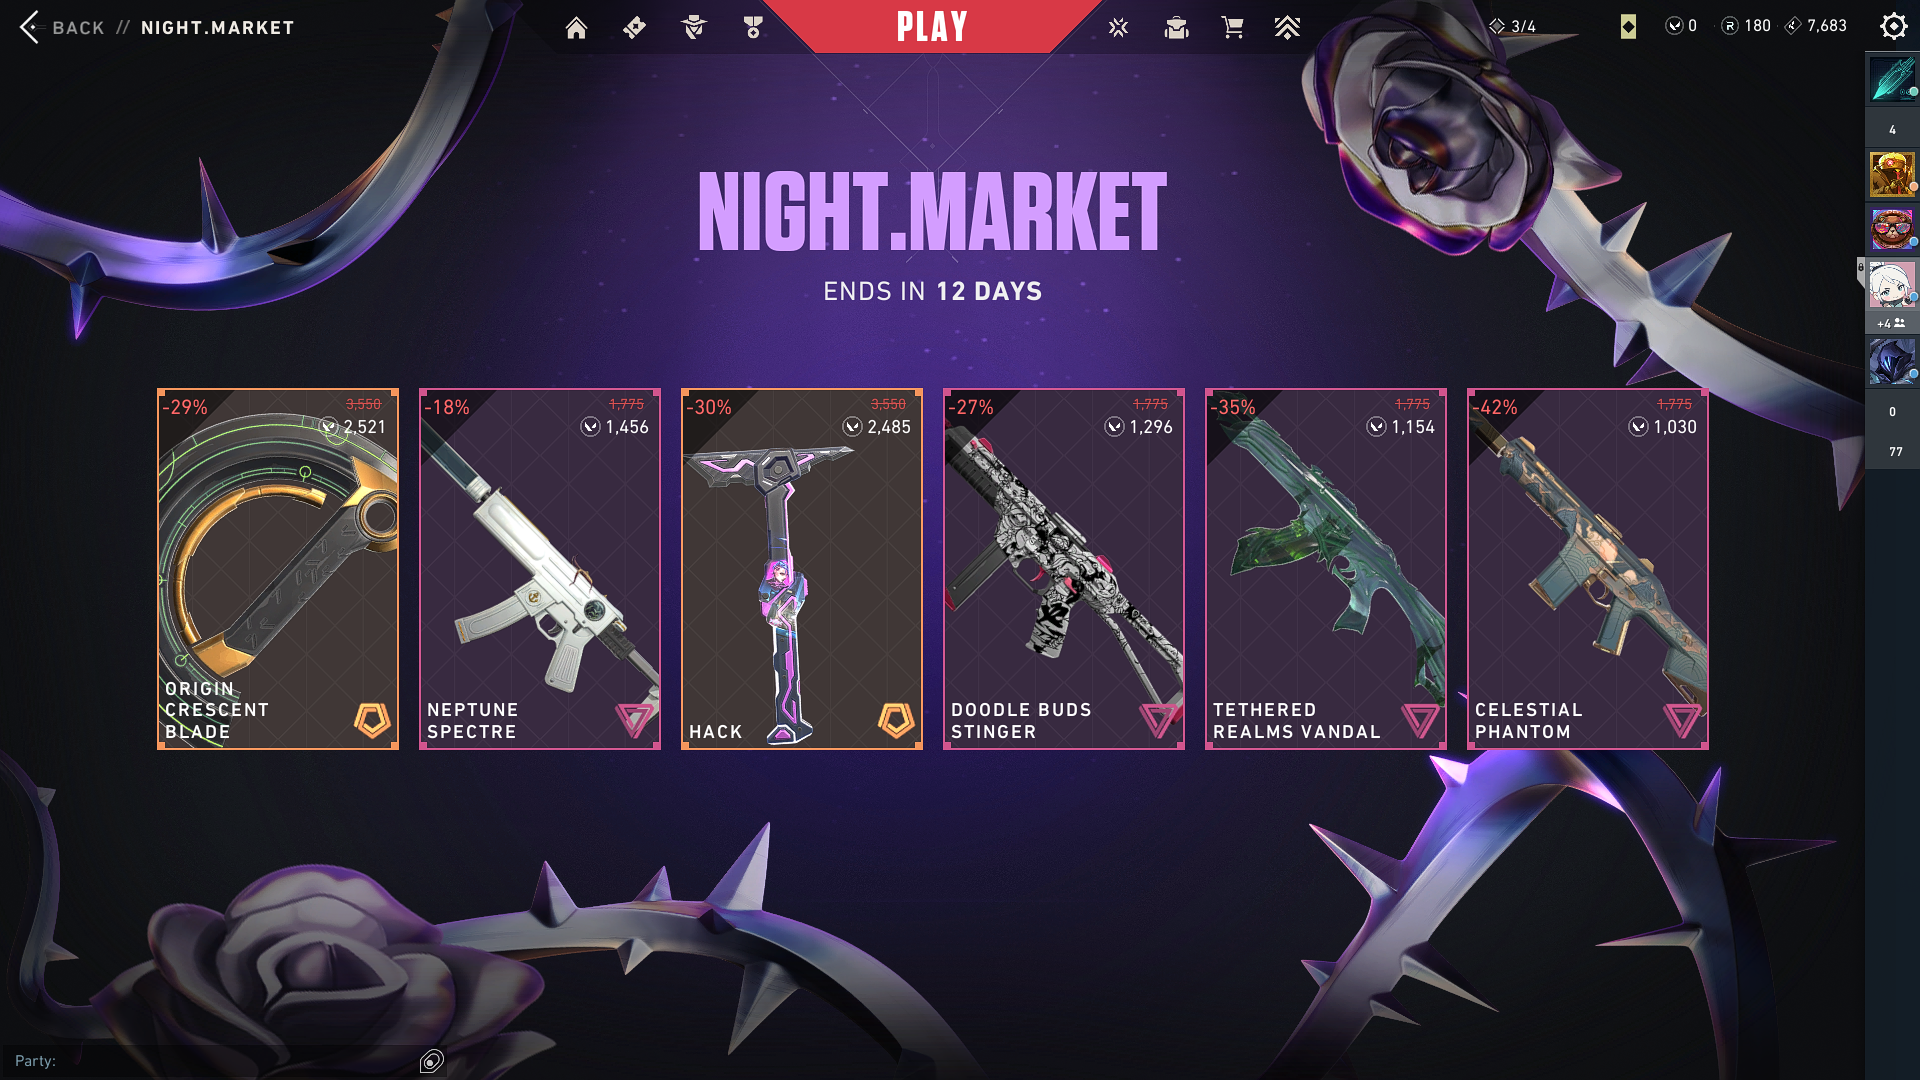 BACK // NIGHT.MARKET
PLAY
3/4
0
180
7,683
NIGHT.MARKET
ENDS IN 12 DAYS
-29%
3,550
2,521
ORIGIN
CRESCENT
BLADE
-18%
1,775
1,456
NEPTUNE
SPECTRE
-30%
3,550
2,485
HACK
-27%
1,775
1,296
DOODLE BUDS
STINGER
-35%
1,775
1,154
TETHERED
REALMS VANDAL
-42%
1,775
1,030
CELESTIAL
PHANTOM
4
+4
0
77
Party: